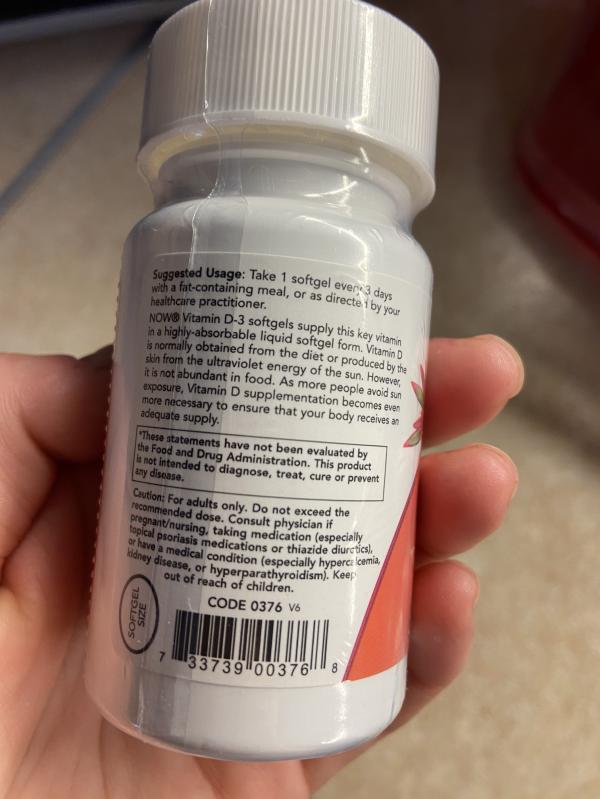 Suggested Usage: Take 1 softgel every 3 days
with a fat-containing meal, or as directed by your
healthcare practitioner.
NOW® Vitamin D-3 softgels supply this key vitamin
in a highly-absorbable liquid softgel form. Vitamin D
is normally obtained from the diet or produced by the
skin from the ultraviolet energy of the sun. However,
it is not abundant in food. As more people avoid sun
exposure, Vitamin D supplementation becomes even
more necessary to ensure that your body receives an
adequate supply.
*These statements have not been evaluated by
the Food and Drug Administration. This product
is not intended to diagnose, treat, cure or prevent
any disease.
Caution: For adults only. Do not exceed the
recommended dose. Consult physician if
pregnant/nursing, taking medication (especially
topical psoriasis medications or thiazide diuretics),
or have a medical condition (especially hypercalcemia,
kidney disease, or hyperparathyroidism). Keep
out of reach of children.
CODE 0376 V6
SOFTGEL
SIZE
7 33739 00376 8